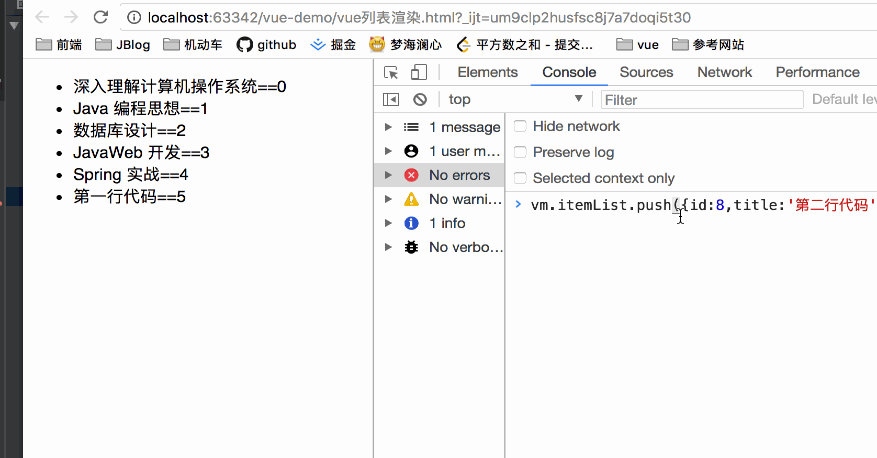 localhost:63342/vue-demo/vue列表渲染.html?_ijt=um9clp2husfsc8j7a7doqi5t30
前端 JBlog 机动车 github 掘金 梦海澜心 平方数之和 - 提交... vue 参考网站
Elements Console Sources Network Performance
top Filter Default lev
深入理解计算机操作系统==0
Java 编程思想==1
数据库设计==2
JavaWeb 开发==3
Spring 实战==4
第一行代码==5
1 message
1 user m...
No errors
No warni...
1 info
No verbo...
Hide network
Preserve log
Selected context only
> vm.itemList.push({id:8,title:'第二行代码'